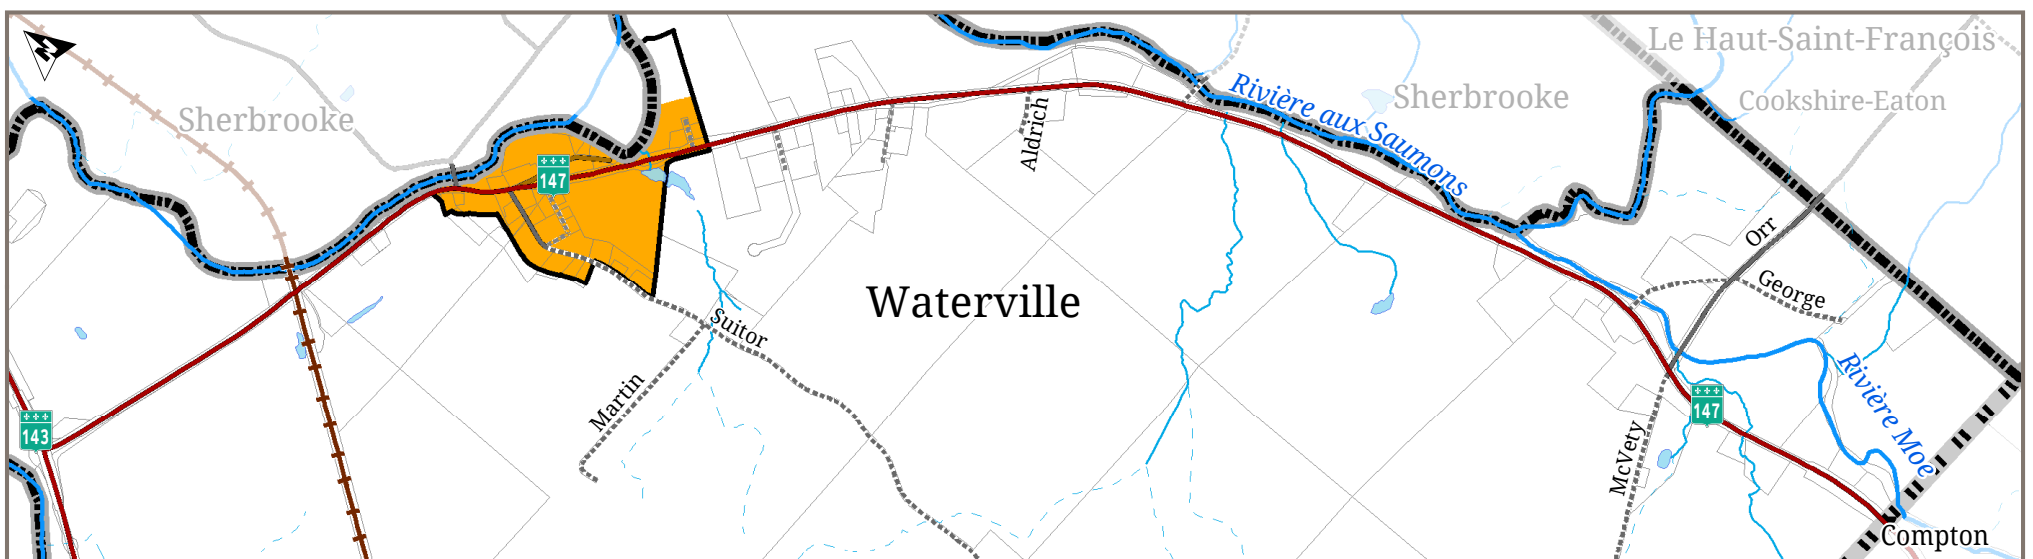 N
Le Haut-Saint-François
Sherbrooke
Rivière aux Saumons
Sherbrooke
Cookshire-Eaton
Aldrich
147
Orr
George
Waterville
suitor
Martin
143
147
Rivière Moe
McVety
Compton